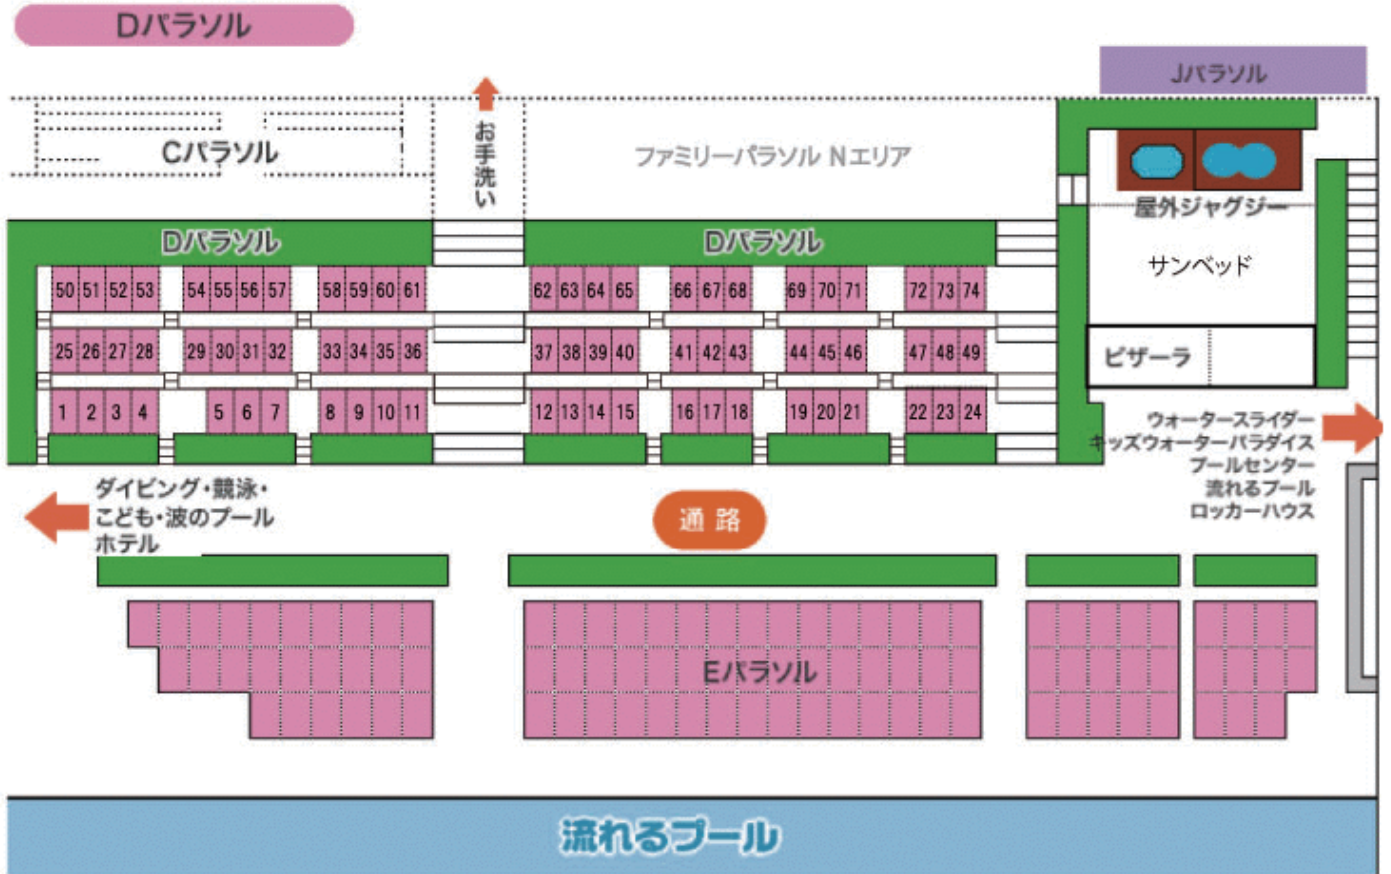 Dパラソル
Jパラソル
Cパラソル
お手洗い
ファミリーパラソル Nエリア
屋外ジャグジー
サンベッド
ピザーラ
Dパラソル
Dパラソル
50 51 52 53 54 55 56 57 58 59 60 61 62 63 64 65 66 67 68 69 70 71 72 73 74
25 26 27 28 29 30 31 32 33 34 35 36 37 38 39 40 41 42 43 44 45 46 47 48 49
1 2 3 4 5 6 7 8 9 10 11 12 13 14 15 16 17 18 19 20 21 22 23 24
ウォータースライダー
キッズウォーターパラダイス
プールセンター
流れるプール
ロッカーハウス
ダイビング・競泳・
こども・波のプール
ホテル
通路
Eパラソル
流れるプール